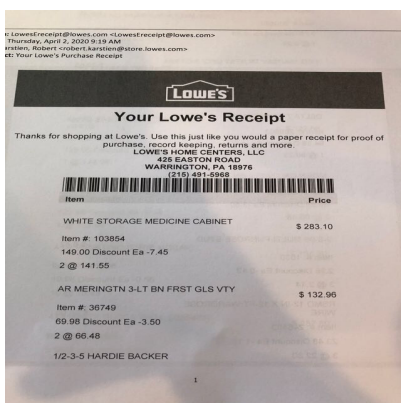 LowesEreceipt@lowes.com <LowesEreceipt@lowes.com>
Thursday, April 2, 2020 9:19 AM
Robert <robert.karstien@store.lowes.com>
Your Lowe's Purchase Receipt
LOWE'S
Your Lowe's Receipt
Thanks for shopping at Lowe's. Use this just like you would a paper receipt for proof of
purchase, record keeping, returns and more.
LOWE'S HOME CENTERS, LLC
425 EASTON ROAD
WARRINGTON, PA 18976
(215) 491-5968
Item Price
WHITE STORAGE MEDICINE CABINET
$ 283.10
Item #: 103854
149.00 Discount Ea -7.45
2 @ 141.55
AR MERINGTN 3-LT BN FRST GLS VTY
$ 132.96
Item #: 36749
69.98 Discount Ea -3.50
2 @ 66.48
1/2-3-5 HARDIE BACKER
1